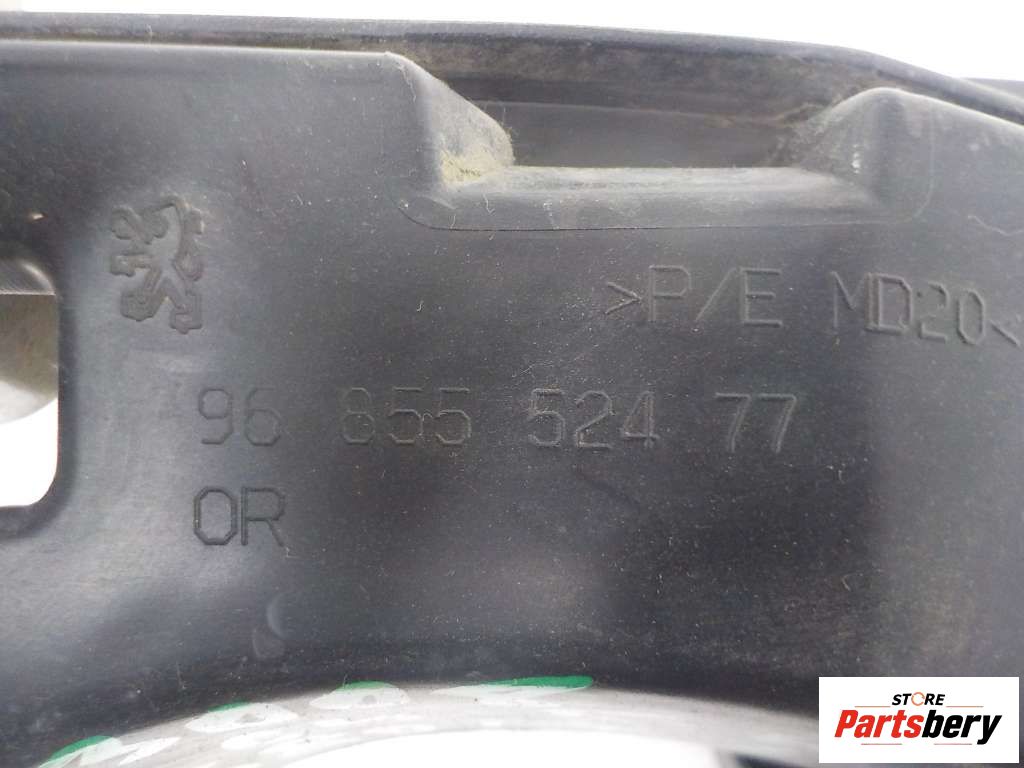 >P/E MD20<
96 855 524 77
OR
STORE
Partsbery